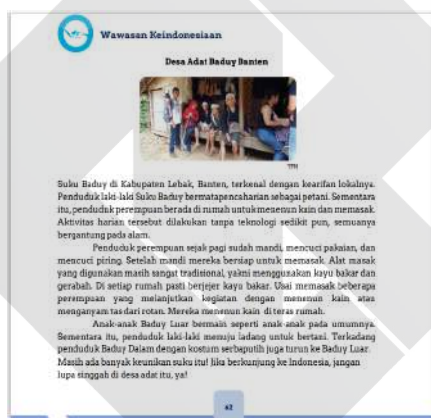 Wawasan Keindonesiaan
Desa Adat Baduy Banten
Suku Baduy di Kabupaten Lebak, Banten, terkenal dengan kearifan lokalnya.
Penduduk laki-laki Suku Baduy bermatapencaharian sebagai petani. Sementara
itu, penduduk perempuan berada di rumah untuk menenun kain dan memasak.
Aktivitas harian tersebut dilakukan tanpa teknologi sedikit pun, semuanya
bergantung pada alam.
Penduduk perempuan sejak pagi sudah mandi, mencuci pakaian, dan
mencuci piring. Setelah mandi mereka bersiap untuk memasak. Alat masak
yang digunakan masih sangat tradisional, yakni menggunakan kayu bakar dan
gerabah. Di setiap rumah pasti berjejer kayu bakar. Usai memasak beberapa
perempuan yang melanjutkan kegiatan dengan menenun kain atas
menganyam tas dari rotan. Mereka menenun kain di teras rumah.
Anak-anak Baduy Luar bermain seperti anak-anak pada umumnya.
Sementara itu, penduduk laki-laki menuju ladang untuk bertani. Terkadang
penduduk Baduy Dalam dengan kostum serbaputih juga turun ke Baduy Luar.
Masih ada banyak keunikan suku itu! Jika berkunjung ke Indonesia, jangan
lupa singgah di desa adat itu, ya!